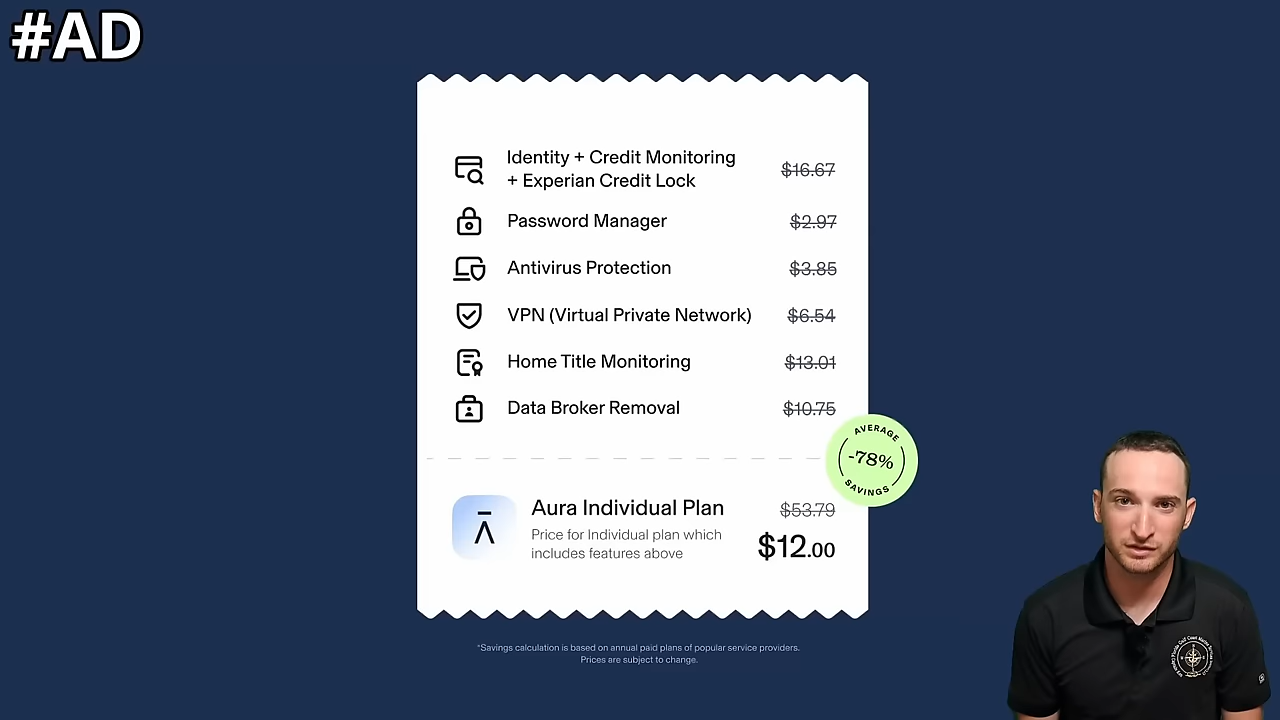 #AD
Identity + Credit Monitoring
+ Experian Credit Lock
$16.67
Password Manager
$2.97
Antivirus Protection
$3.85
VPN (Virtual Private Network)
$6.54
Home Title Monitoring
$13.01
Data Broker Removal
$10.75
AVERAGE
-78%
SAVINGS
Aura Individual Plan
$53.79
Price for Individual plan which
includes features above
$12.00
*Savings calculation is based on annual paid plans of popular service providers.
Prices are subject to change.